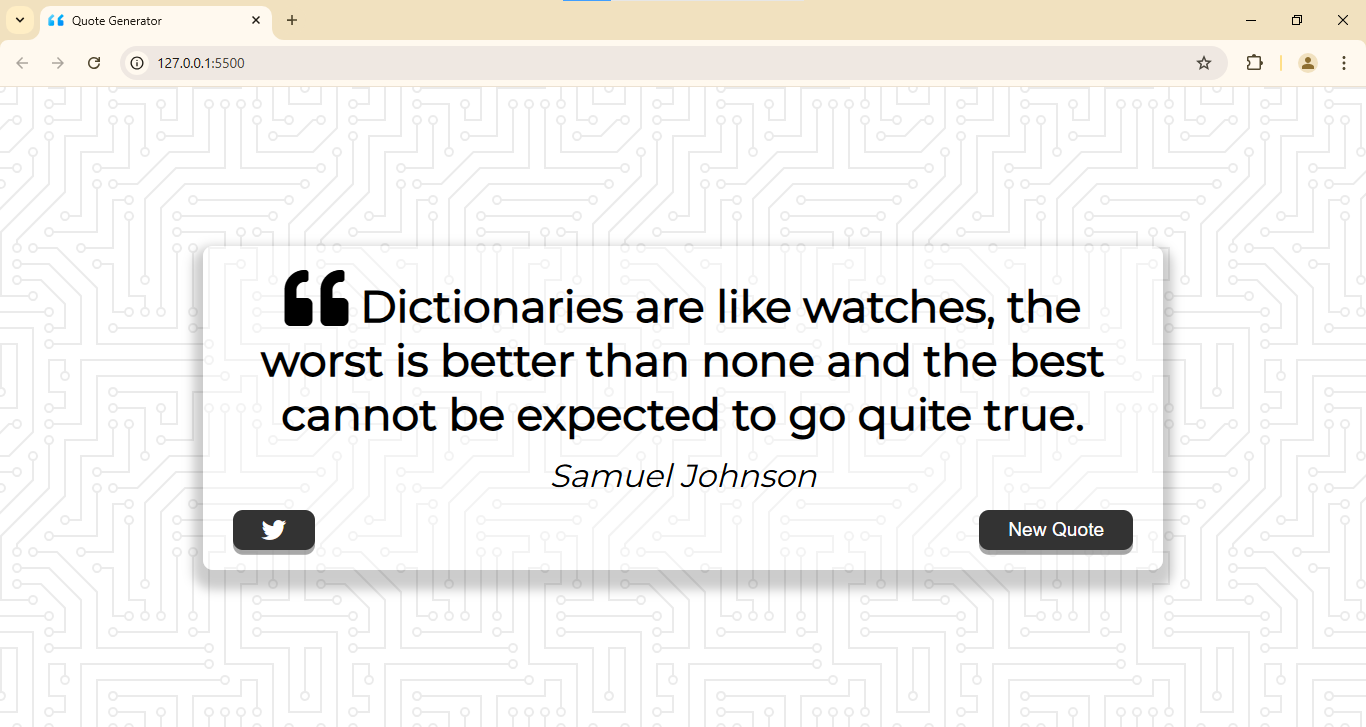 Quote Generator
127.0.0.1:5500
Dictionaries are like watches, the
worst is better than none and the best
cannot be expected to go quite true.
Samuel Johnson
New Quote